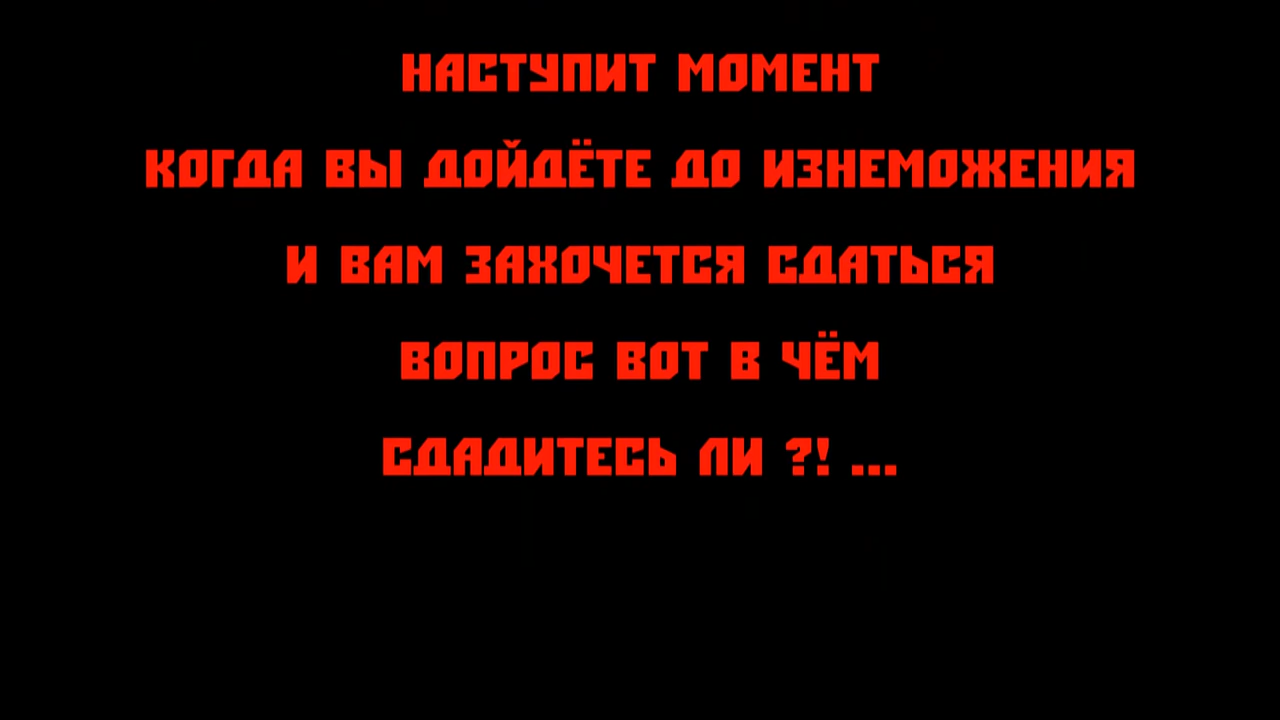 НАСТУПИТ МОМЕНТ
КОГДА ВЫ ДОЙДЁТЕ ДО ИЗНЕМОЖЕНИЯ
И ВАМ ЗАХОЧЕТСЯ СДАТЬСЯ
ВОПРОС ВОТ В ЧЁМ
СДАДИТЕСЬ ЛИ ?! ...